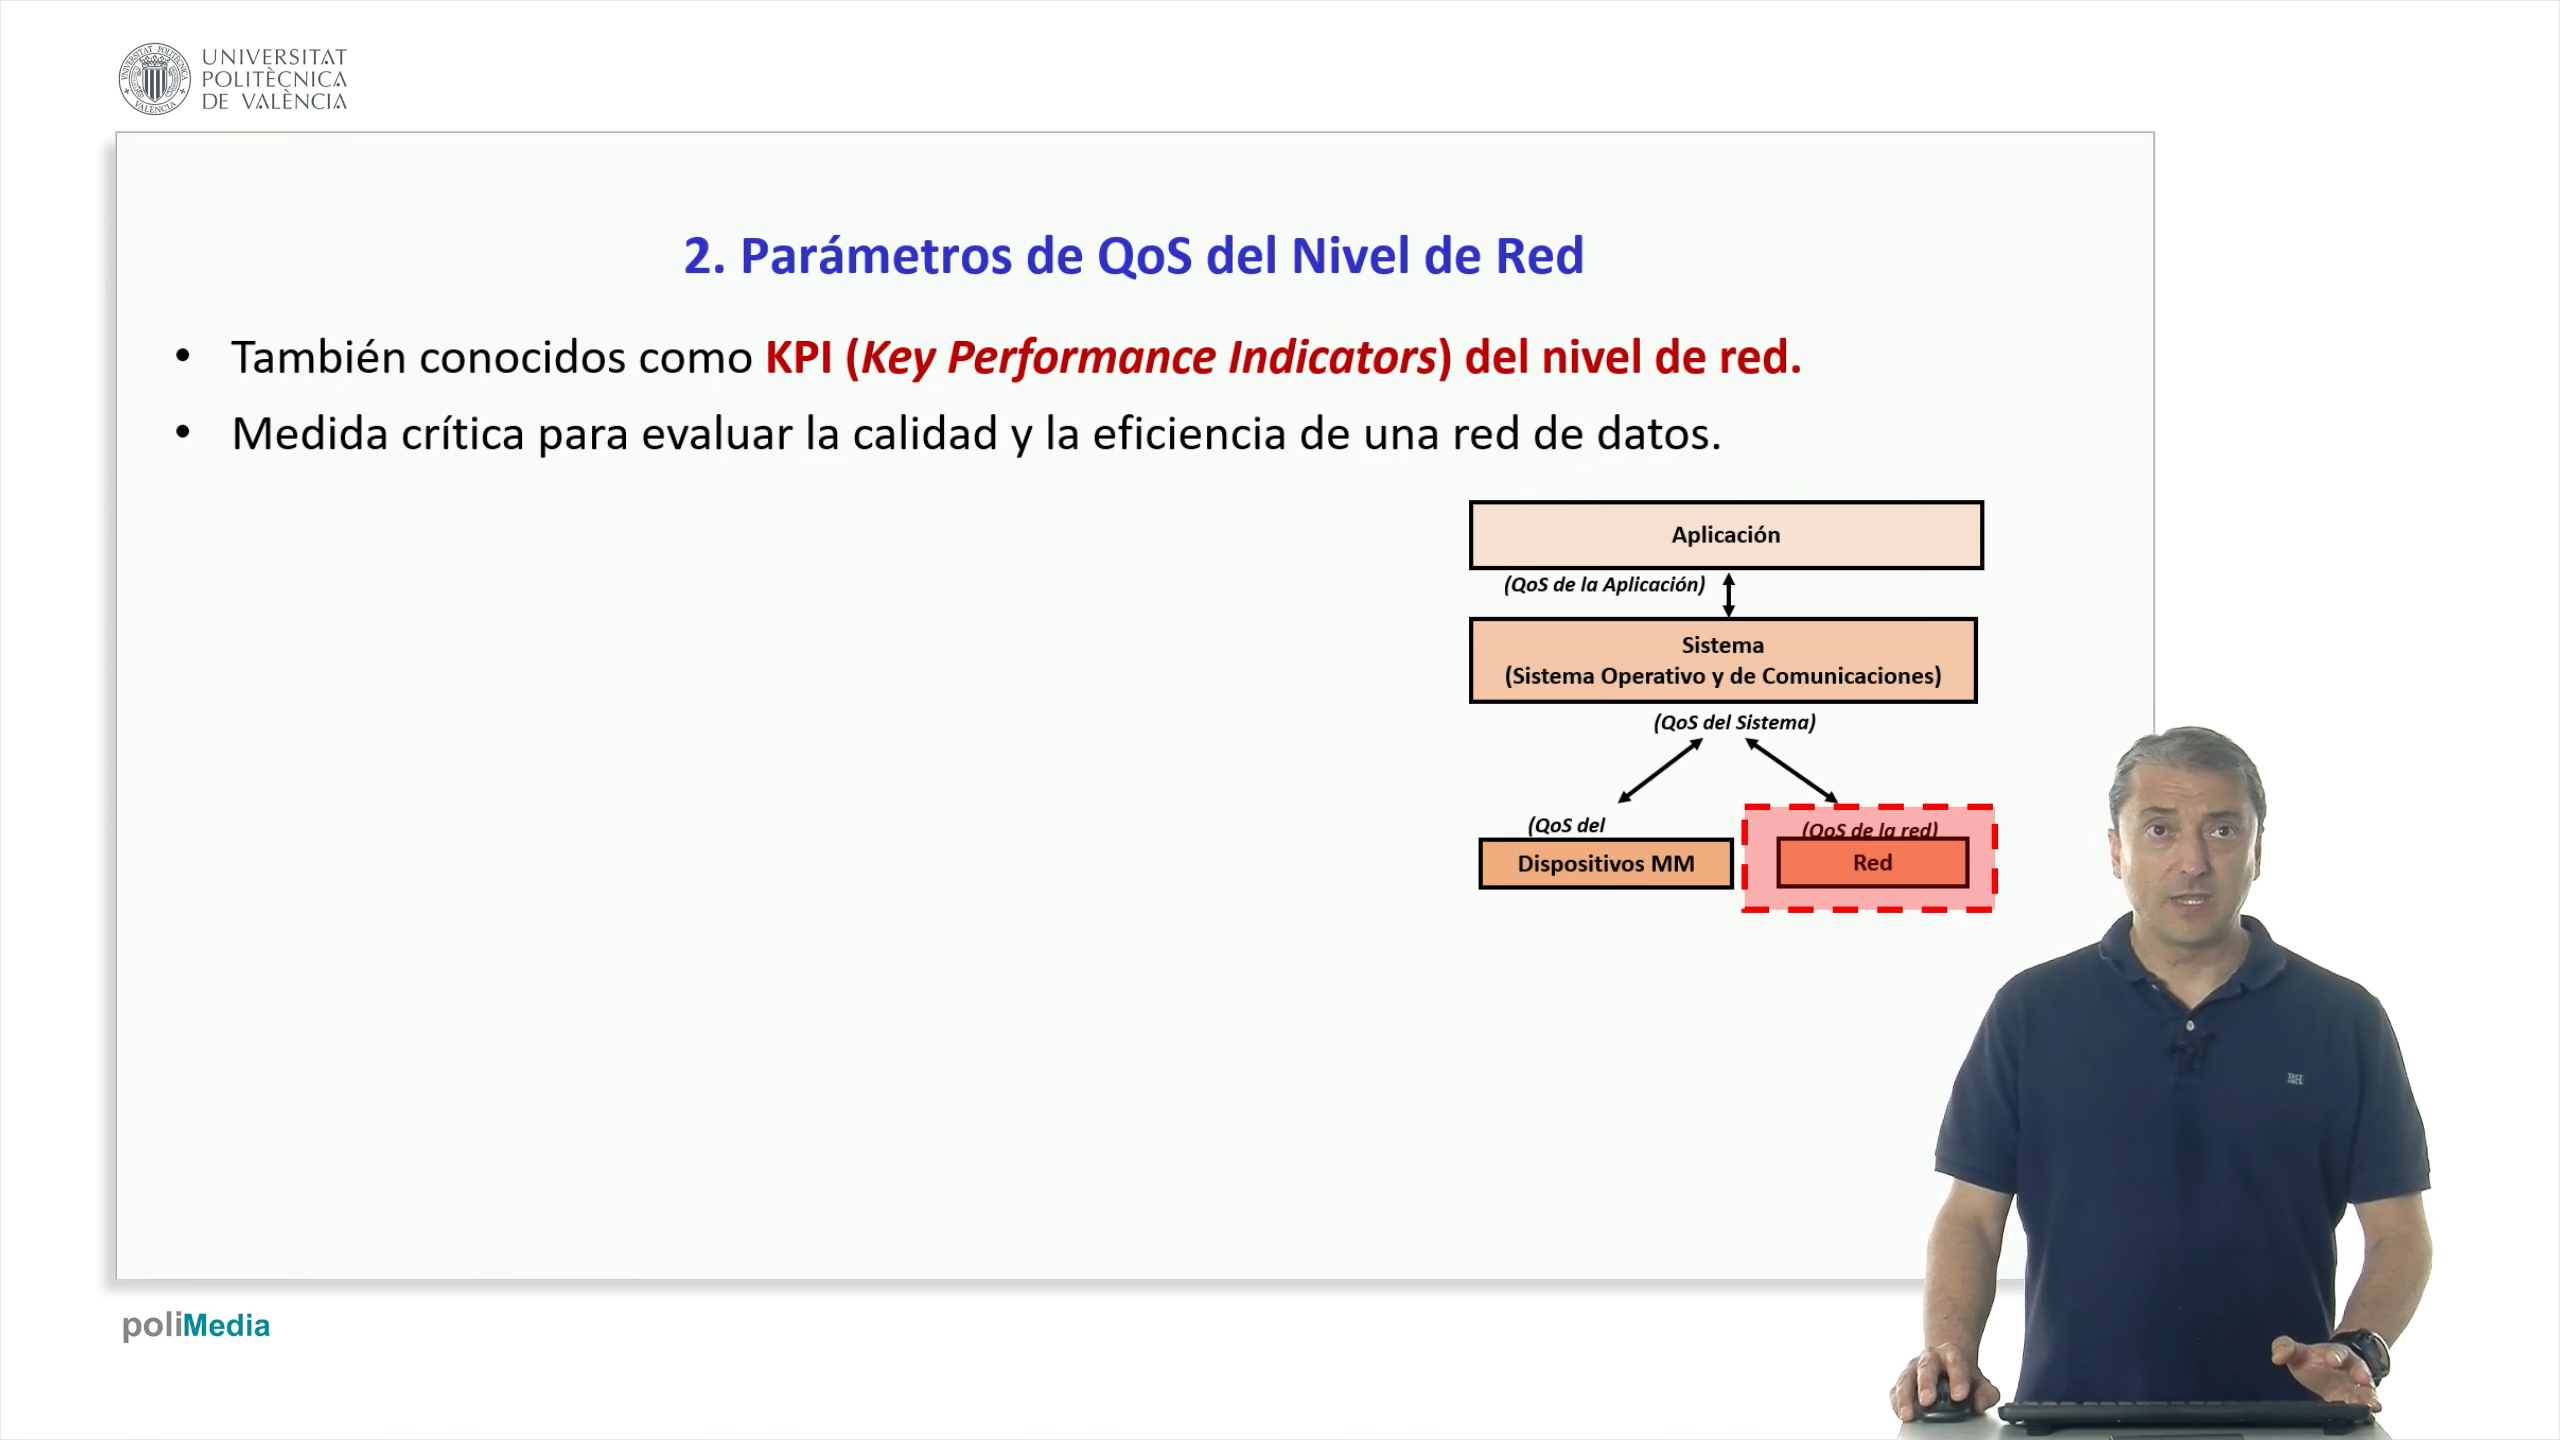 UNIVERSITAT
POLITÈCNICA
DE VALÈNCIA
2. Parámetros de QoS del Nivel de Red
• También conocidos como KPI (Key Performance Indicators) del nivel de red.
• Medida crítica para evaluar la calidad y la eficiencia de una red de datos.
Aplicación
(QoS de la Aplicación)
Sistema
(Sistema Operativo y de Comunicaciones)
(QoS del Sistema)
(QoS del
(QoS de la red)
Dispositivos MM
Red
poliMedia